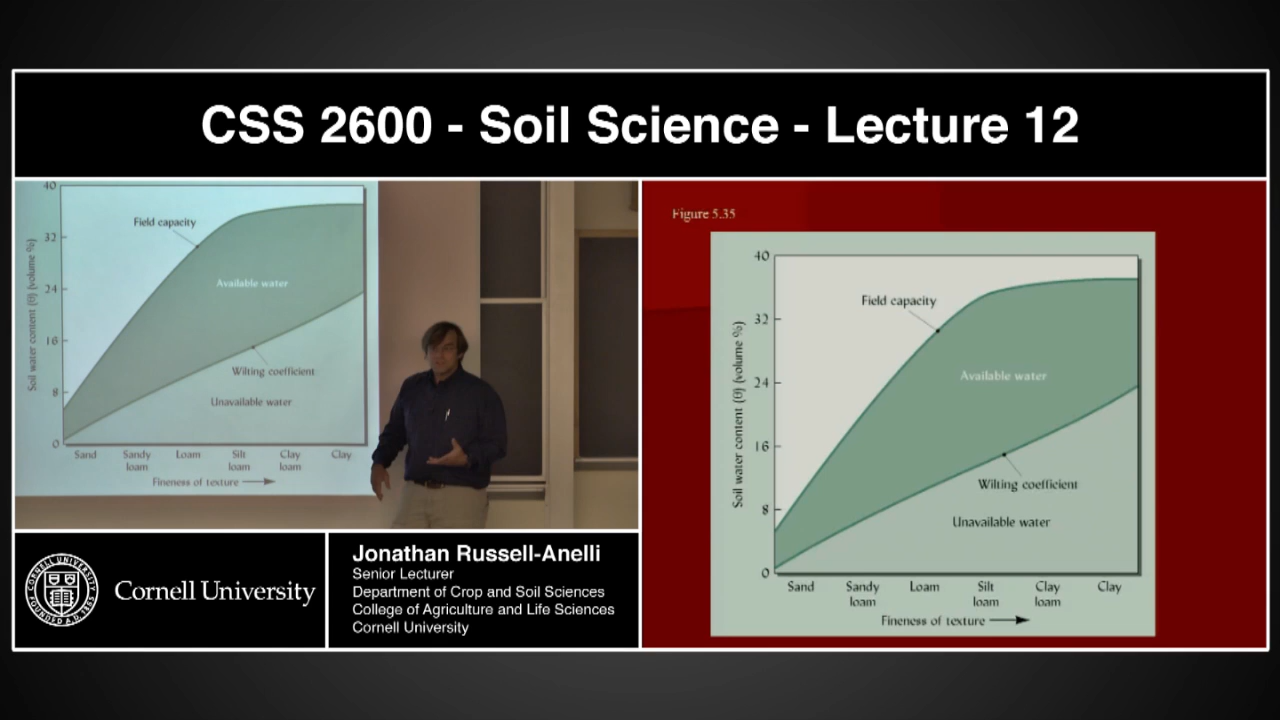 CSS 2600 - Soil Science - Lecture 12
40
32
24
16
8
0
Soil water content (θ) (volume %)
Field capacity
Available water
Wilting coefficient
Unavailable water
Sand
Sandy loam
Loam
Silt loam
Clay loam
Clay
Fineness of texture
Figure 5.35
40
32
24
16
8
0
Soil water content (θ) (volume %)
Field capacity
Available water
Wilting coefficient
Unavailable water
Sand
Sandy loam
Loam
Silt loam
Clay loam
Clay
Fineness of texture
Cornell University
Jonathan Russell-Anelli
Senior Lecturer
Department of Crop and Soil Sciences
College of Agriculture and Life Sciences
Cornell University